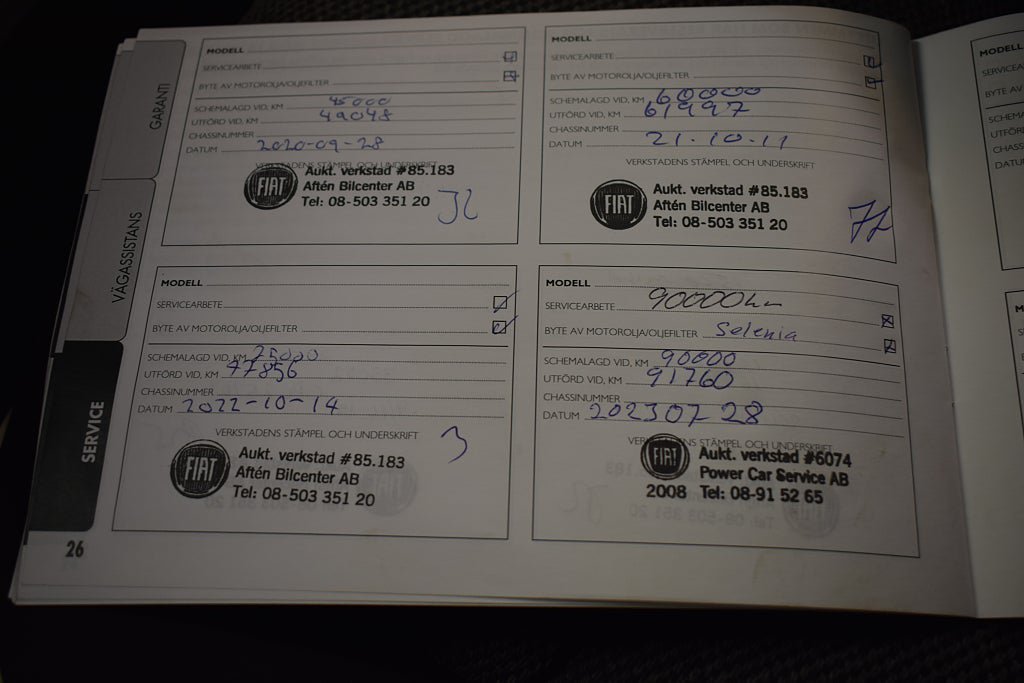 GARANTI
VÄGASSISTANS
SERVICE
MODELL
SERVICEARBETE
BYTE AV MOTOROLJA/OLJEFILTER
SCHEMALAGD VID, KM 45000
UTFÖRD VID, KM 49048
CHASSINUMMER
DATUM 2020-09-28
VERKSTADENS STÄMPEL OCH UNDERSKRIFT
FIAT
Aukt. verkstad #85.183
Aftén Bilcenter AB
Tel: 08-503 351 20
MODELL
SERVICEARBETE
BYTE AV MOTOROLJA/OLJEFILTER
SCHEMALAGD VID, KM 60000
UTFÖRD VID, KM 61997
CHASSINUMMER
DATUM 21.10.11
VERKSTADENS STÄMPEL OCH UNDERSKRIFT
FIAT
Aukt. verkstad #85.183
Aftén Bilcenter AB
Tel: 08-503 351 20
MODELL
SERVICEARBETE
BYTE AV MOTOROLJA/OLJEFILTER
SCHEMALAGD VID, KM 75000
UTFÖRD VID, KM 77856
CHASSINUMMER
DATUM 2022-10-14
VERKSTADENS STÄMPEL OCH UNDERSKRIFT
FIAT
Aukt. verkstad #85.183
Aftén Bilcenter AB
Tel: 08-503 351 20
MODELL
SERVICEARBETE 90000km
BYTE AV MOTOROLJA/OLJEFILTER Selenia
SCHEMALAGD VID, KM 90000
UTFÖRD VID, KM 91760
CHASSINUMMER
DATUM 20230728
VERKSTADENS STÄMPEL OCH UNDERSKRIFT
FIAT
2008
Aukt. verkstad #6074
Power Car Service AB
Tel: 08-91 52 65
26
MODELL